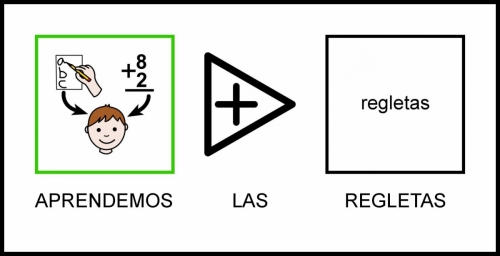 abc
+8
2
regletas
APRENDEMOS LAS REGLETAS